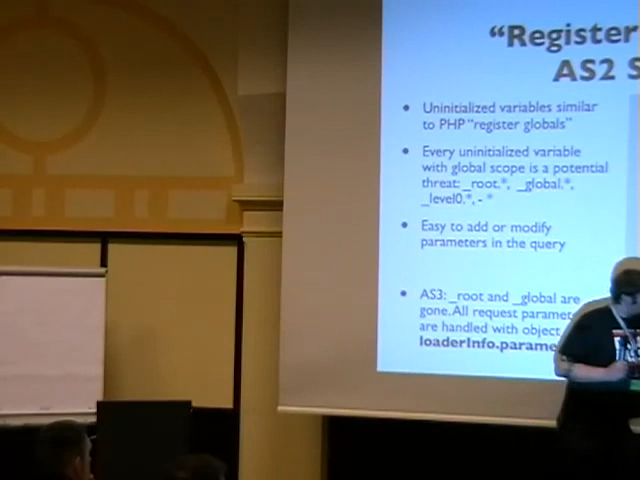 “Register
AS2 S
• Uninitialized variables similar
to PHP “register globals”
• Every uninitialized variable
with global scope is a potential
threat: _root.*, _global.*,
_level0.*, - *
• Easy to add or modify
parameters in the query
• AS3: _root and _global are
gone. All request paramet
are handled with object
loaderInfo.parame